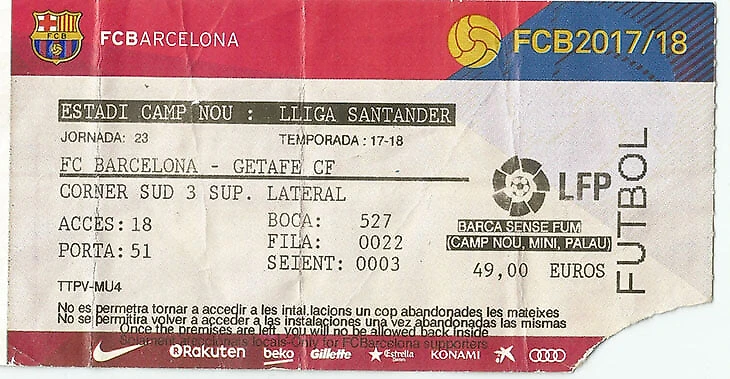 FCB
FCBARCELONA
FCB2017/18
ESTADI CAMP NOU : LLIGA SANTANDER
JORNADA: 23 TEMPORADA: 17-18
FC BARCELONA - GETAFE CF
CORNER SUD 3 SUP. LATERAL
ACCES: 18 BOCA: 527
PORTA: 51 FILA: 0022
SEIENT: 0003
LFP
BARCA SENSE FUM
(CAMP NOU, MINI, PALAU)
49,00 EUROS
FUTBOL
TTPV-MU4
No es permetra tornar a accedir a les intal.lacions un cop abandonades les mateixes
No se permitira volver a acceder a las instalaciones una vez abandonadas las mismas
Once the premises are left, you will no be allowed back inside
Solament aficionats locals-Only for FCBarcelona supporters
Rakuten beko Gillette Estrella KONAMI